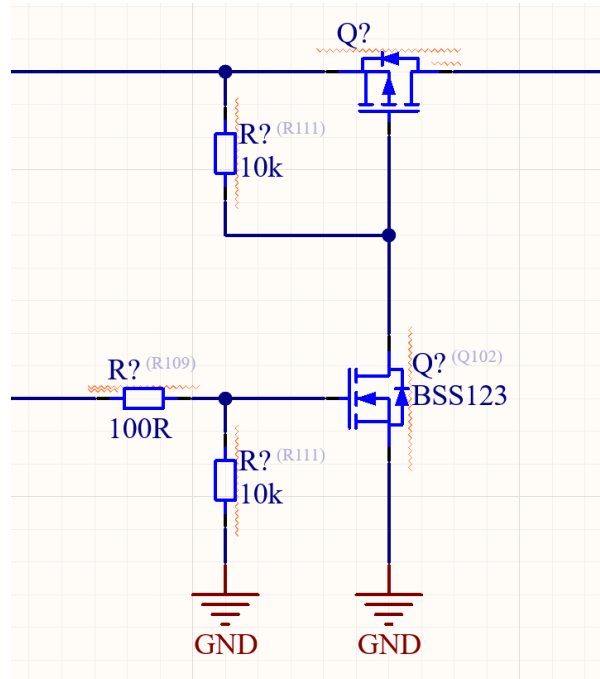 Q?
R? (R111)
10k
R? (R109)
100R
Q? (Q102)
BSS123
R? (R111)
10k
GND
GND